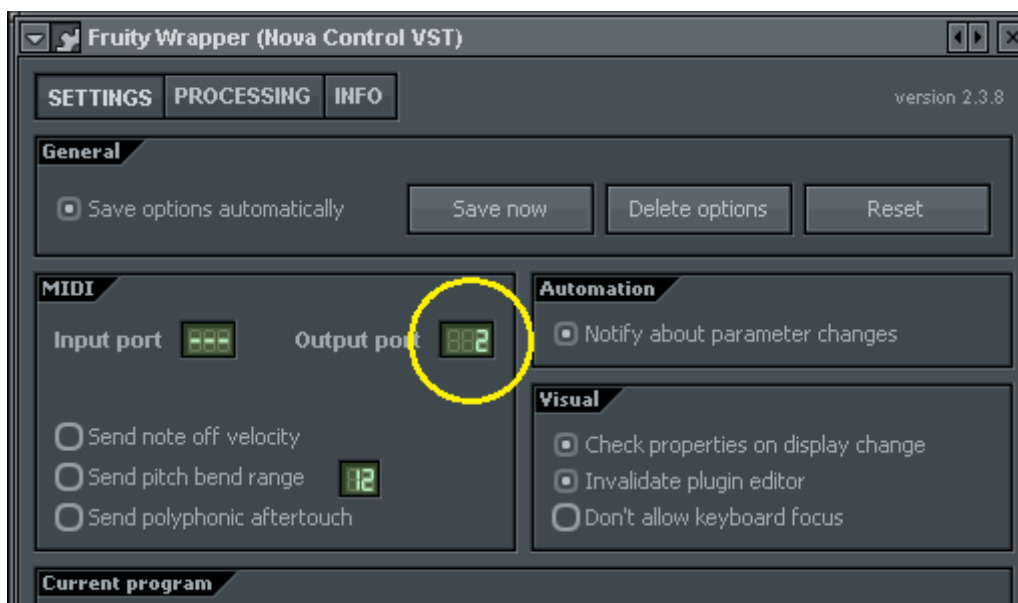 Fruity Wrapper (Nova Control VST)
SETTINGS PROCESSING INFO version 2.3.8
General
Save options automatically Save now Delete options Reset
MIDI
Input port --- Output port 2
Send note off velocity
Send pitch bend range 12
Send polyphonic aftertouch
Automation
Notify about parameter changes
Visual
Check properties on display change
Invalidate plugin editor
Don't allow keyboard focus
Current program